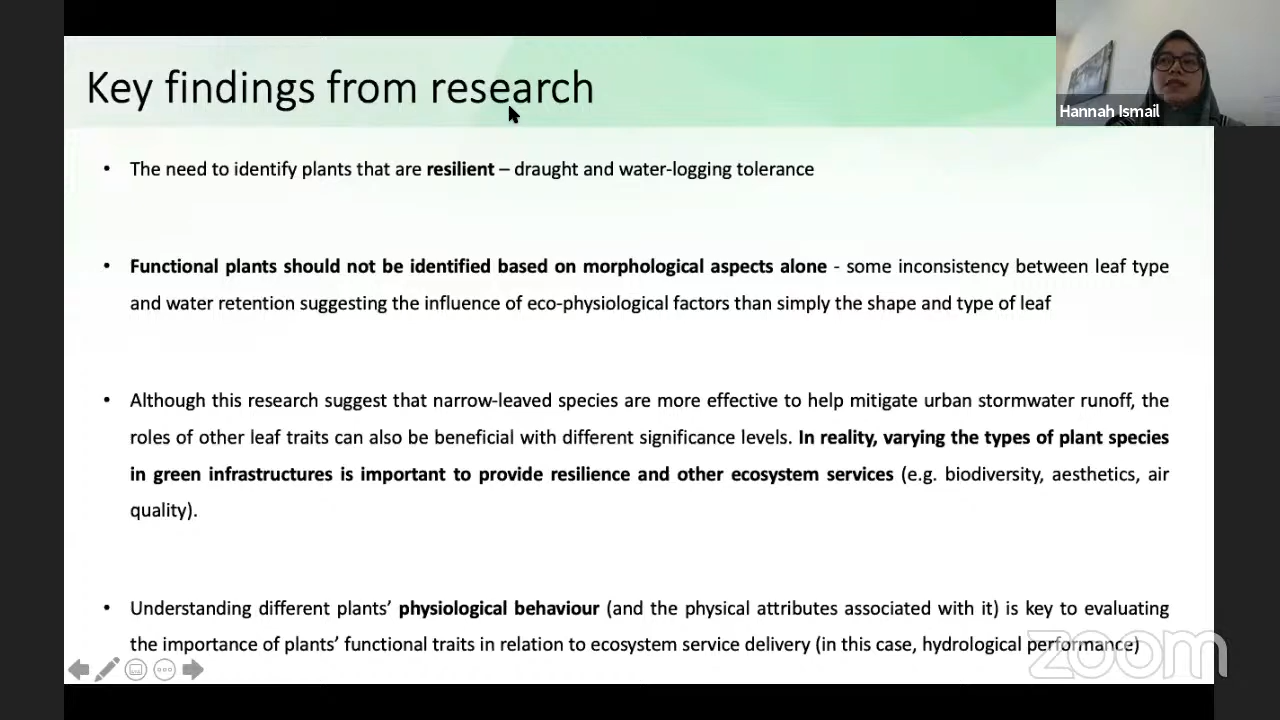 Key findings from research
Hannah Ismail
• The need to identify plants that are resilient – draught and water-logging tolerance
• Functional plants should not be identified based on morphological aspects alone - some inconsistency between leaf type
and water retention suggesting the influence of eco-physiological factors than simply the shape and type of leaf
• Although this research suggest that narrow-leaved species are more effective to help mitigate urban stormwater runoff, the
roles of other leaf traits can also be beneficial with different significance levels. In reality, varying the types of plant species
in green infrastructures is important to provide resilience and other ecosystem services (e.g. biodiversity, aesthetics, air
quality).
• Understanding different plants’ physiological behaviour (and the physical attributes associated with it) is key to evaluating
the importance of plants’ functional traits in relation to ecosystem service delivery (in this case, hydrological performance)
zoom